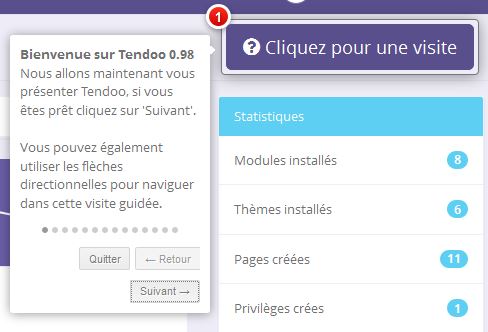 1
Cliquez pour une visite
Bienvenue sur Tendoo 0.98
Nous allons maintenant vous
présenter Tendoo, si vous
êtes prêt cliquez sur 'Suivant'.
Vous pouvez également
utiliser les flèches
directionnelles pour naviguer
dans cette visite guidée.
Quitter
← Retour
Suivant →
Statistiques
Modules installés 8
Thèmes installés 6
Pages créées 11
Privilèges crées 1